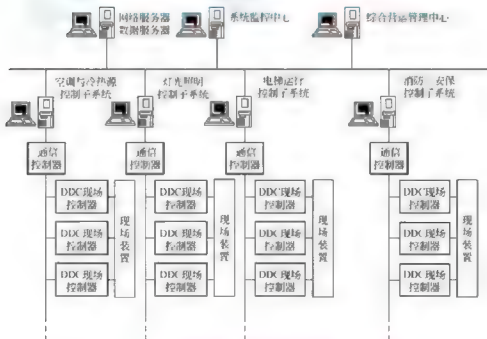 网络服务器
数据服务器
系统监控中心
综合营运管理中心
空调与冷热源
控制子系统
灯光照明
控制子系统
电梯运行
控制子系统
消防 安保
控制子系统
通信
控制器
通信
控制器
通信
控制器
通信
控制器
DDC现场
控制器
DDC现场
控制器
DDC现场
控制器
现场装置
DDC现场
控制器
DDC现场
控制器
DDC现场
控制器
现场装置
DDC现场
控制器
DDC现场
控制器
DDC现场
控制器
现场装置
DDC现场
控制器
DDC现场
控制器
DDC现场
控制器
现场装置